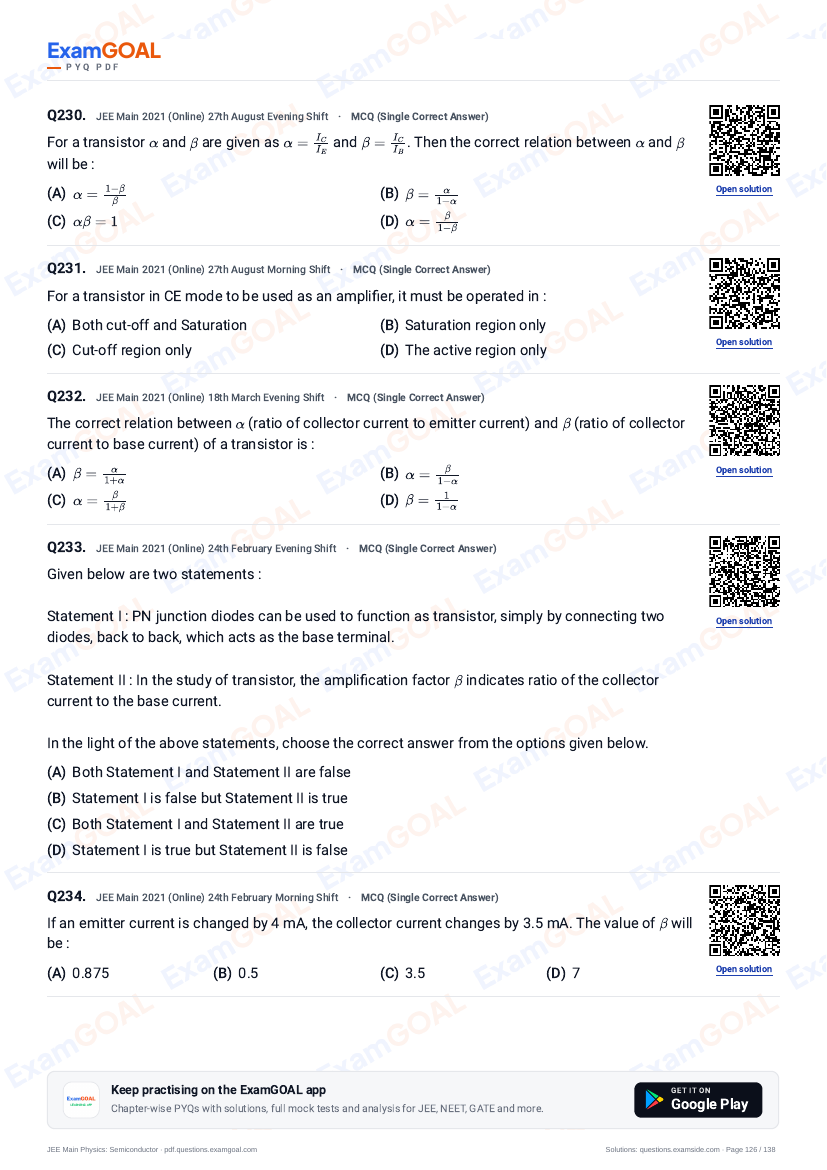 ExamGOAL
PYQ PDF
Q230. JEE Main 2021 (Online) 27th August Evening Shift · MCQ (Single Correct Answer)
For a transistor α and β are given as α = I_C/I_E and β = I_C/I_B. Then the correct relation between α and β
will be :
(A) α = (1−β)/β
(B) β = α/(1−α)
(C) αβ = 1
(D) α = β/(1−β)
Open solution
Q231. JEE Main 2021 (Online) 27th August Morning Shift · MCQ (Single Correct Answer)
For a transistor in CE mode to be used as an amplifier, it must be operated in :
(A) Both cut-off and Saturation
(B) Saturation region only
(C) Cut-off region only
(D) The active region only
Open solution
Q232. JEE Main 2021 (Online) 18th March Evening Shift · MCQ (Single Correct Answer)
The correct relation between α (ratio of collector current to emitter current) and β (ratio of collector
current to base current) of a transistor is :
(A) β = α/(1+α)
(B) α = β/(1−α)
(C) α = β/(1+β)
(D) β = 1/(1−α)
Open solution
Q233. JEE Main 2021 (Online) 24th February Evening Shift · MCQ (Single Correct Answer)
Given below are two statements :
Statement I : PN junction diodes can be used to function as transistor, simply by connecting two
diodes, back to back, which acts as the base terminal.
Statement II : In the study of transistor, the amplification factor β indicates ratio of the collector
current to the base current.
In the light of the above statements, choose the correct answer from the options given below.
(A) Both Statement I and Statement II are false
(B) Statement I is false but Statement II is true
(C) Both Statement I and Statement II are true
(D) Statement I is true but Statement II is false
Open solution
Q234. JEE Main 2021 (Online) 24th February Morning Shift · MCQ (Single Correct Answer)
If an emitter current is changed by 4 mA, the collector current changes by 3.5 mA. The value of β will
be :
(A) 0.875
(B) 0.5
(C) 3.5
(D) 7
Open solution
ExamGOAL
Keep practising on the ExamGOAL app
Chapter-wise PYQs with solutions, full mock tests and analysis for JEE, NEET, GATE and more.
GET IT ON
Google Play
JEE Main Physics: Semiconductor · pdf.questions.examgoal.com
Solutions: questions.examside.com · Page 126 / 138